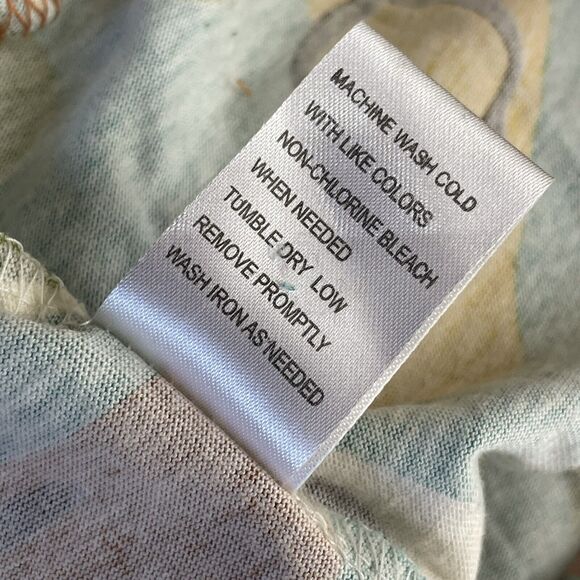 MACHINE WASH COLD
WITH LIKE COLORS
NON-CHLORINE BLEACH
WHEN NEEDED
TUMBLE DRY LOW
REMOVE PROMPTLY
WASH IRON AS NEEDED